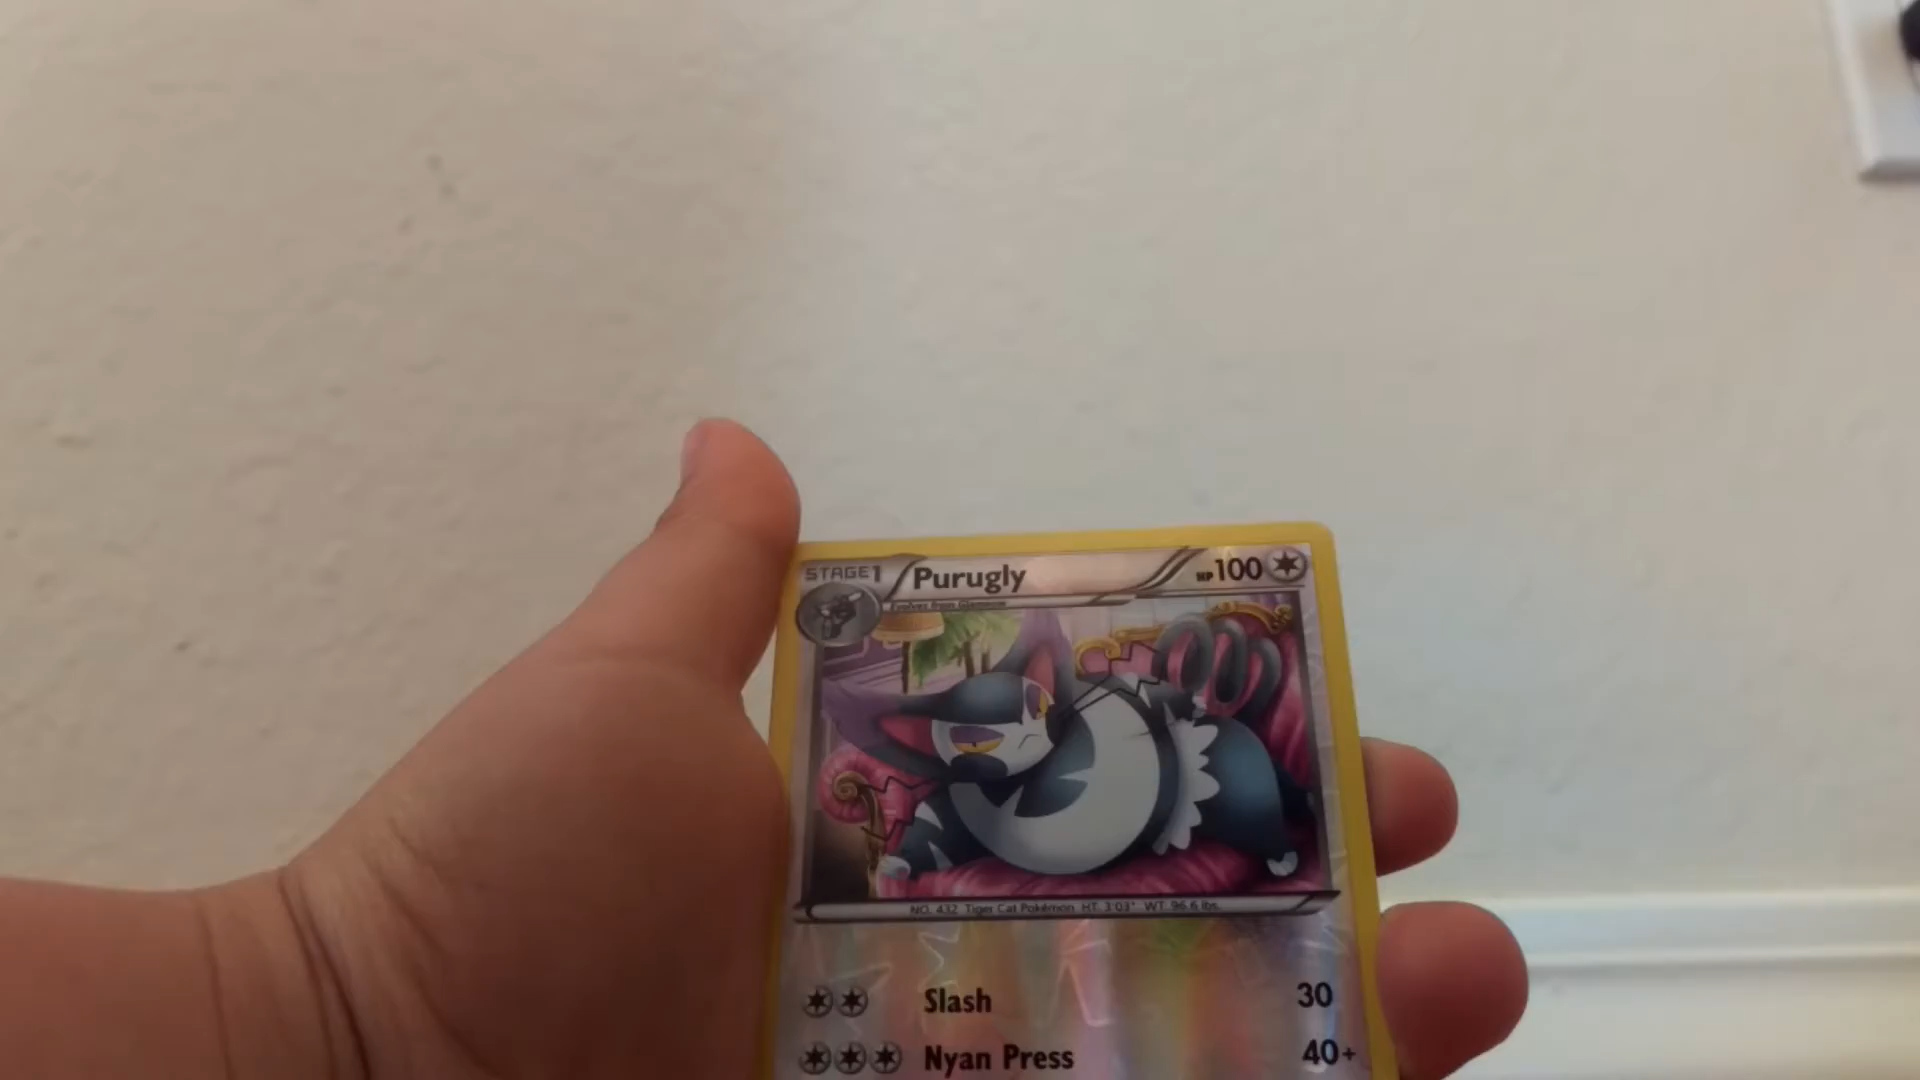 STAGE1 Purugly HP100
Evolves from Glameow
NO. 432 Tiger Cat Pokémon HT. 3'03" WT. 96.6 lbs.
Slash 30
Nyan Press 40+